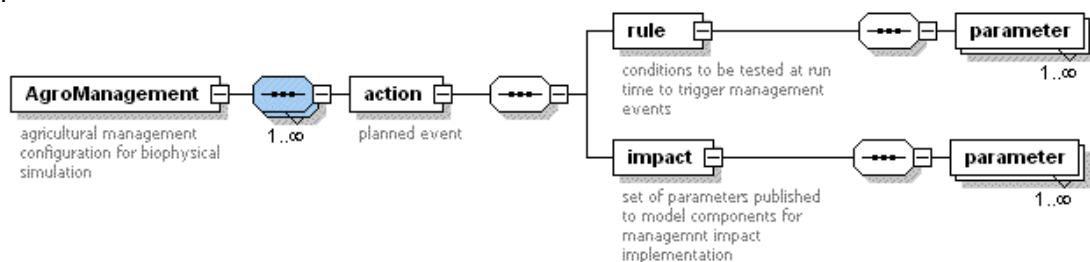 AgroManagement
1..∞
agricultural management
configuration for biophysical
simulation
action
planned event
rule
conditions to be tested at run
time to trigger management
events
parameter
1..∞
impact
set of parameters published
to model components for
managemnt impact
implementation
parameter
1..∞